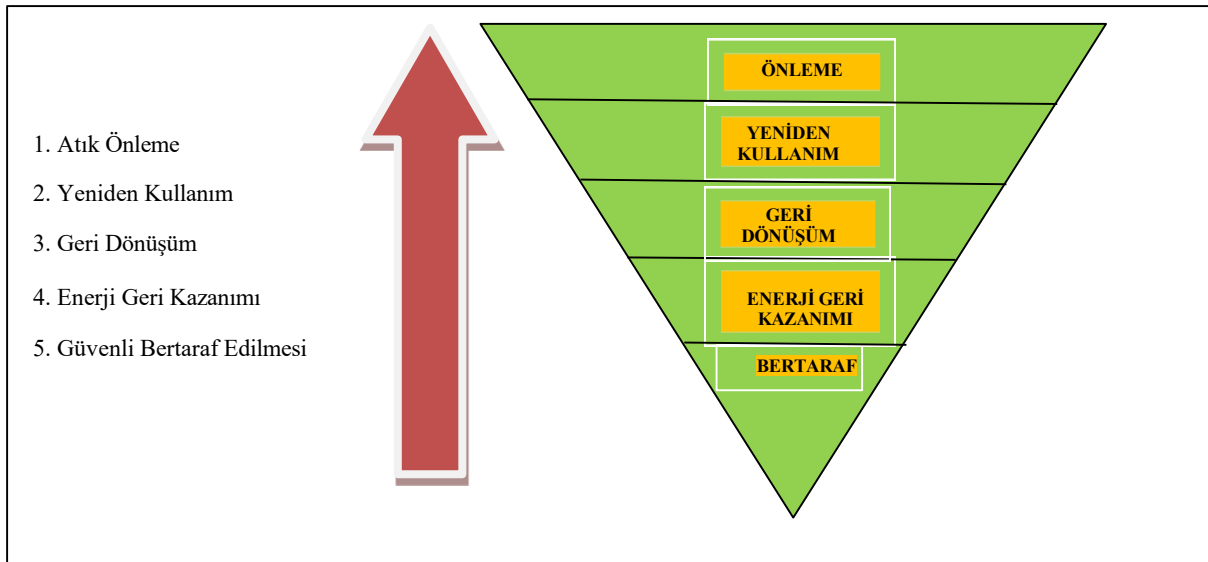 1. Atık Önleme
2. Yeniden Kullanım
3. Geri Dönüşüm
4. Enerji Geri Kazanımı
5. Güvenli Bertaraf Edilmesi
ÖNLEME
YENİDEN
KULLANIM
GERİ
DÖNÜŞÜM
ENERJİ GERİ
KAZANIMI
BERTARAF